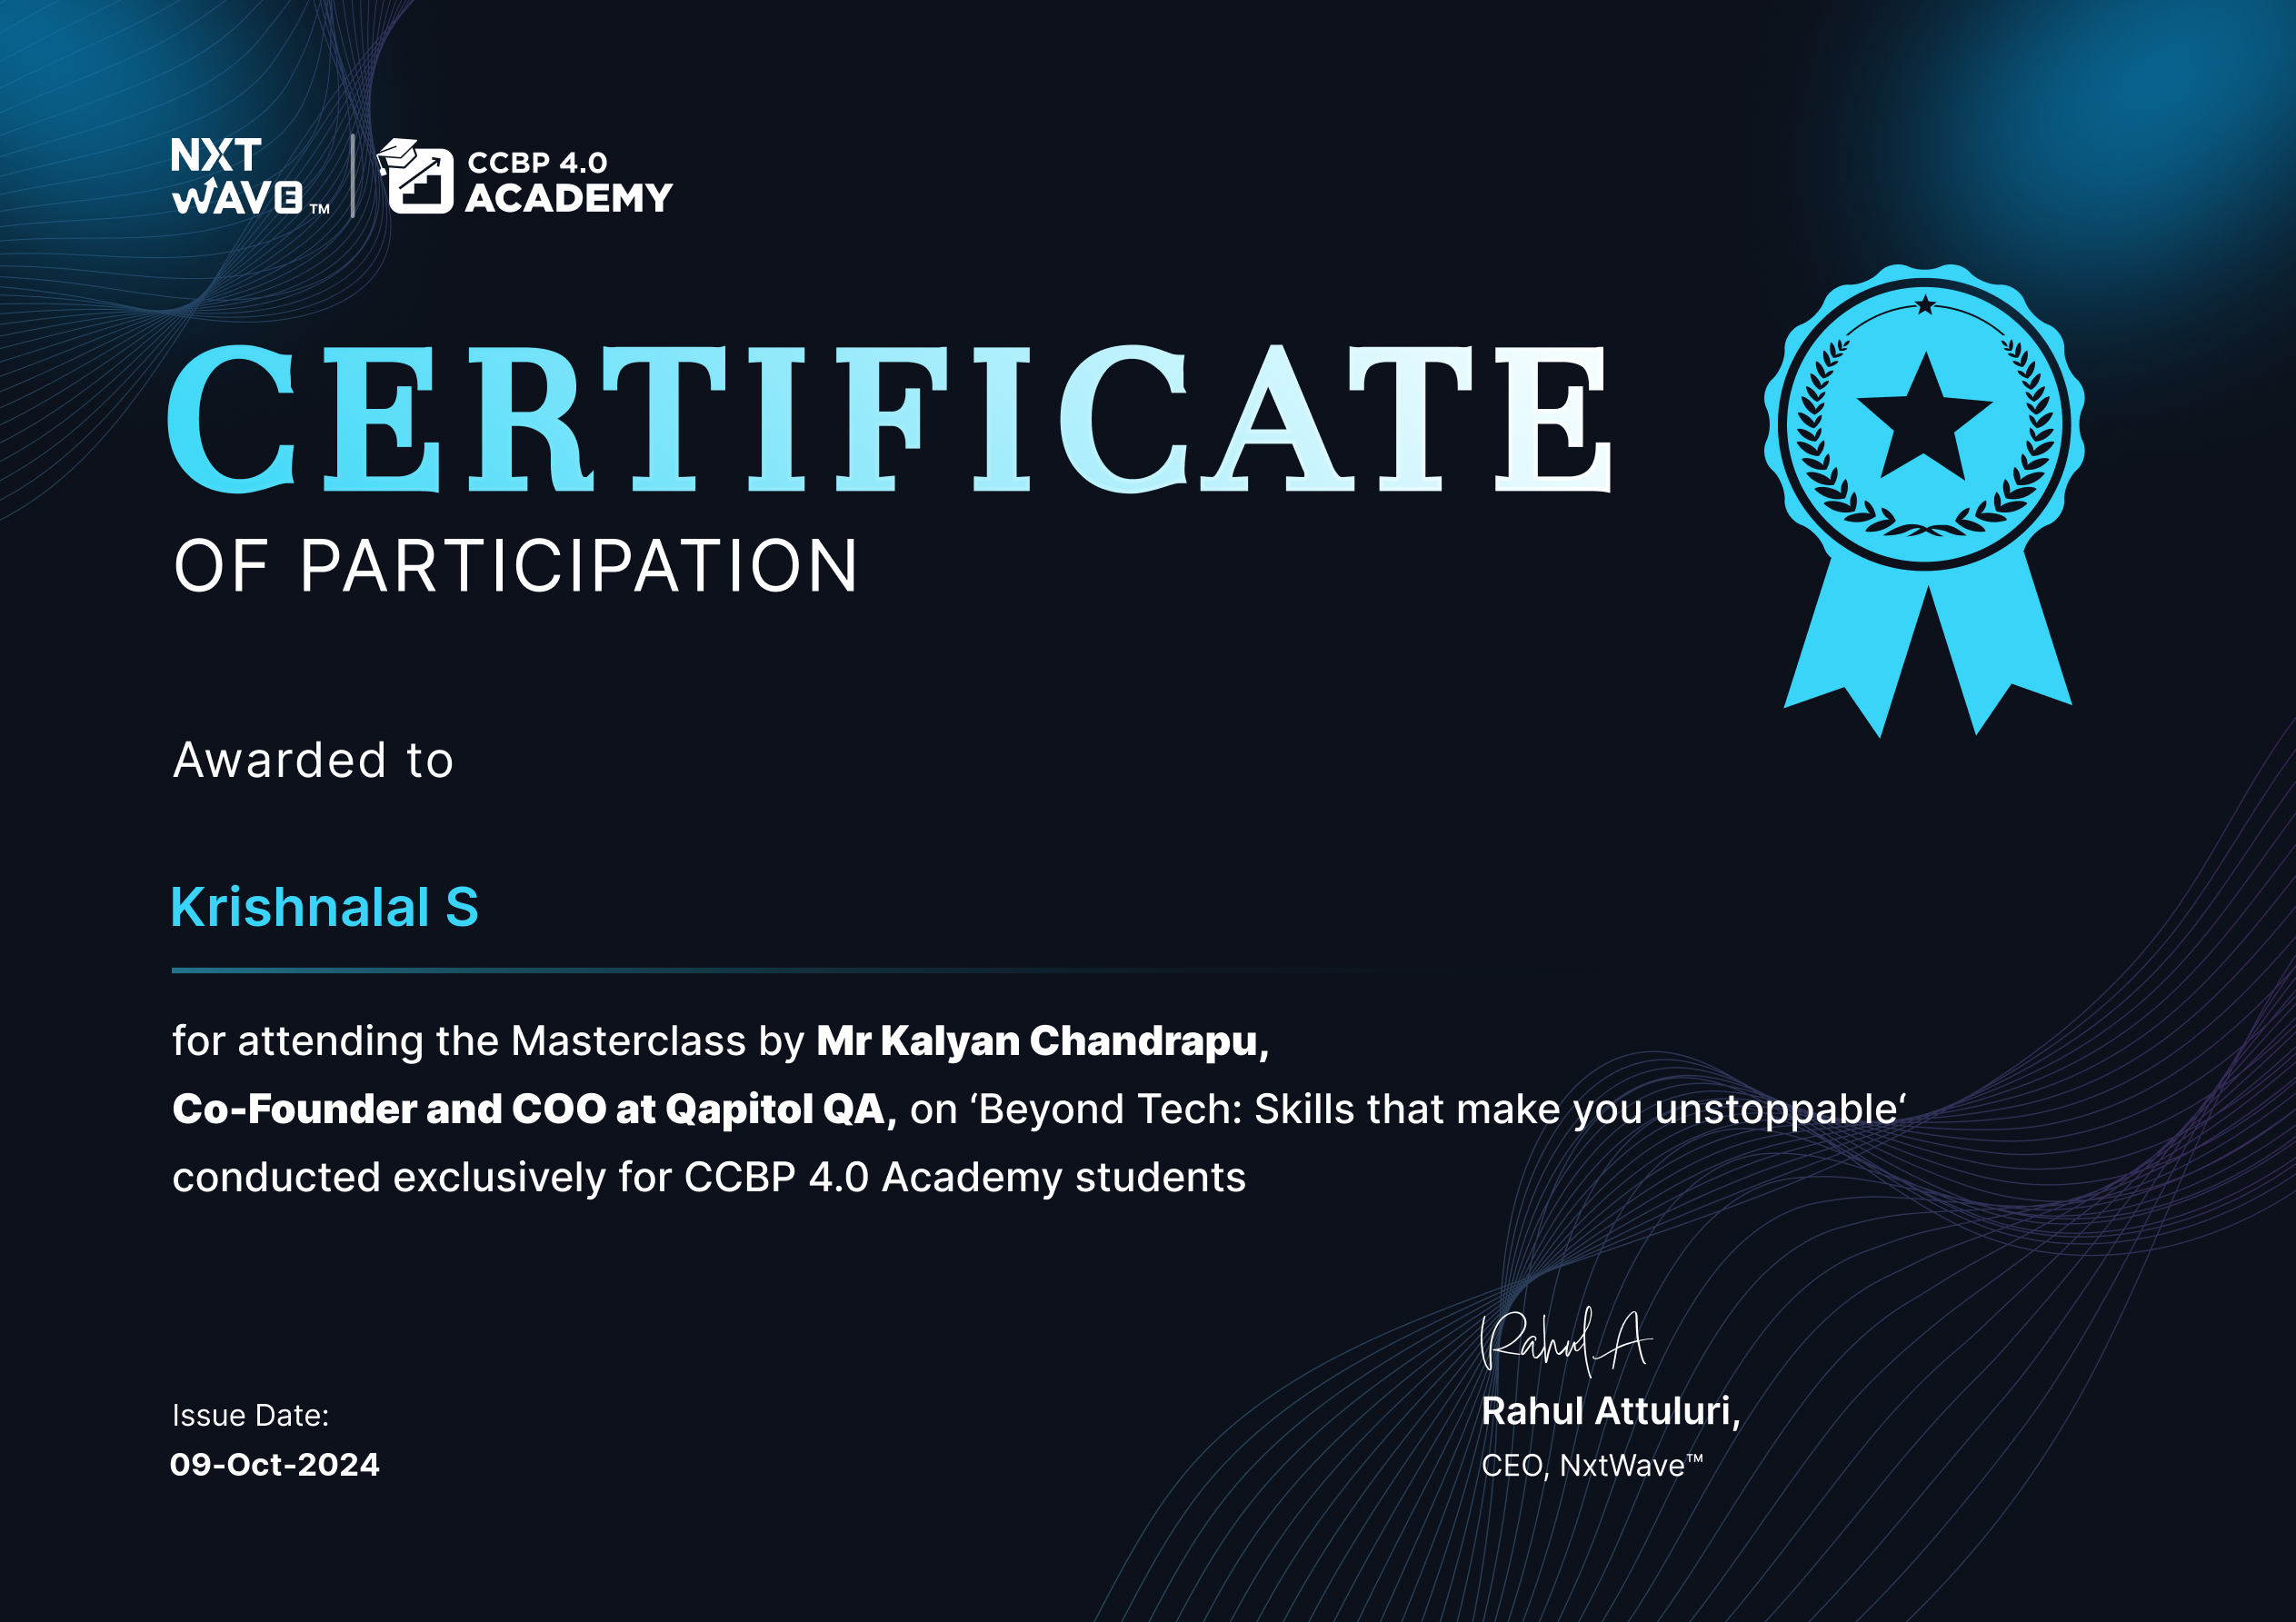 NXT
WAVE™
CCBP 4.0
ACADEMY
CERTIFICATE
OF PARTICIPATION
Awarded to
Krishnalal S
for attending the Masterclass by Mr Kalyan Chandrapu,
Co-Founder and COO at Qapitol QA, on ‘Beyond Tech: Skills that make you unstoppable‘
conducted exclusively for CCBP 4.0 Academy students
Issue Date:
09-Oct-2024
Rahul A
Rahul Attuluri,
CEO, NxtWave™